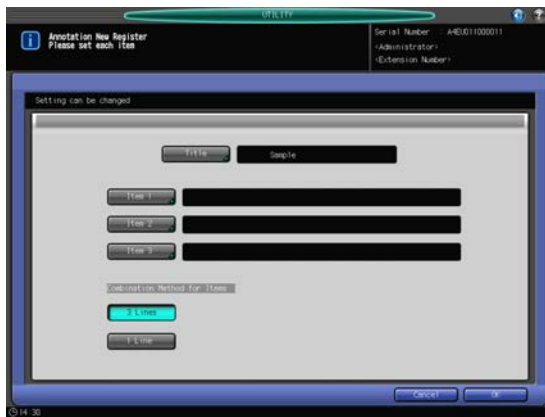 UTILITY
Annotation New Register
Please set each item
Serial Number : A4EU011000011
<Administrator>
<Extension Number>
Setting can be changed
Title Sample
Item 1
Item 2
Item 3
Combination Method for Items
3 Lines
1 Line
Cancel OK
14:30